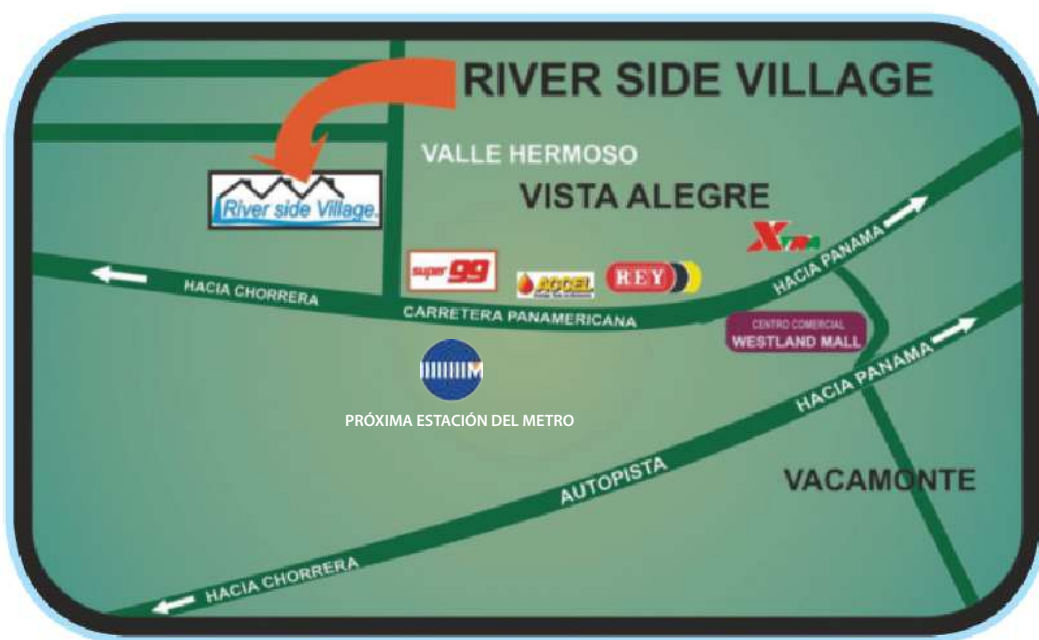 RIVER SIDE VILLAGE
VALLE HERMOSO
VISTA ALEGRE
River side Village.
super 99
ACCEL
REY
Xtra
HACIA PANAMA
HACIA CHORRERA
CARRETERA PANAMERICANA
CENTRO COMERCIAL
WESTLAND MALL
HACIA PANAMA
M
PRÓXIMA ESTACIÓN DEL METRO
AUTOPISTA
VACAMONTE
HACIA CHORRERA